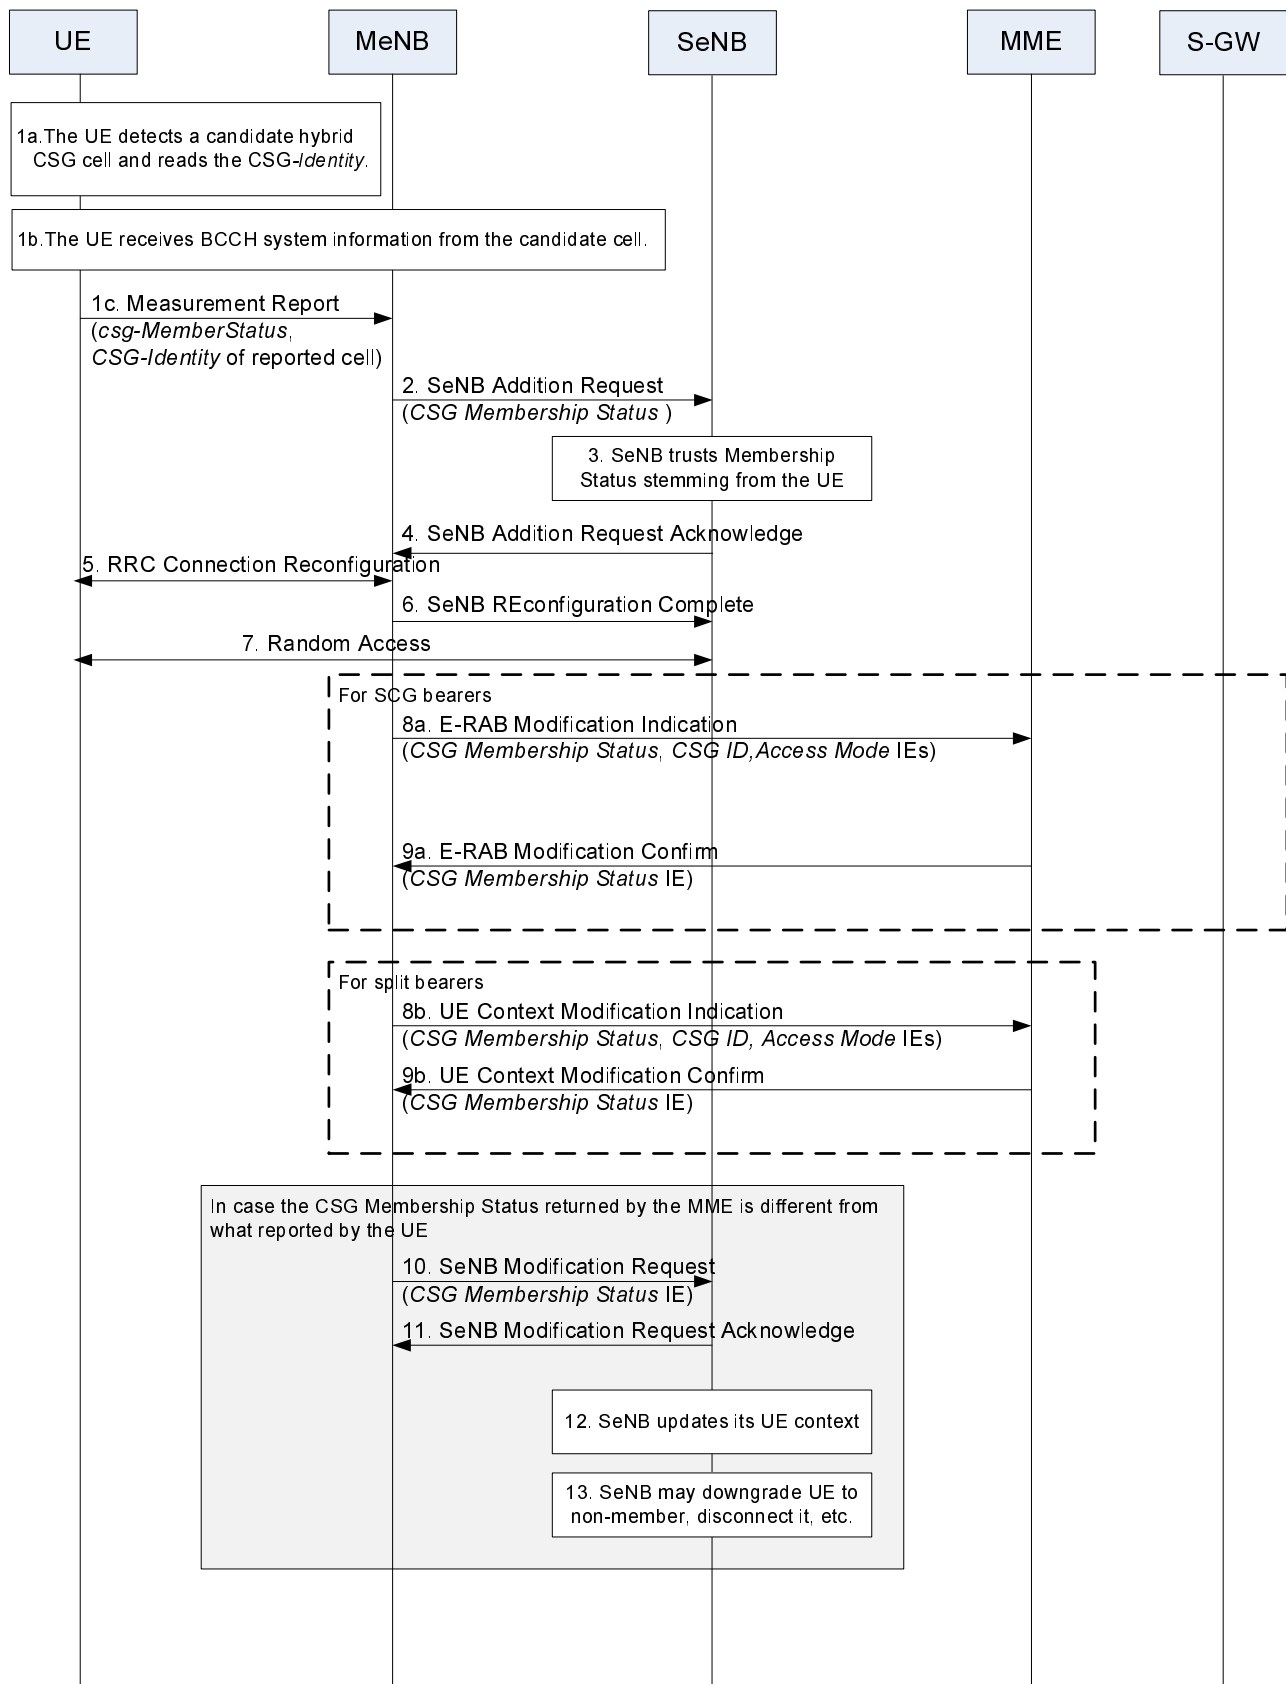 UE
MeNB
SeNB
MME
S-GW
1a.The UE detects a candidate hybrid
CSG cell and reads the CSG-Identity.
1b.The UE receives BCCH system information from the candidate cell.
1c. Measurement Report
(csg-MemberStatus,
CSG-Identity of reported cell)
2. SeNB Addition Request
(CSG Membership Status )
3. SeNB trusts Membership
Status stemming from the UE
4. SeNB Addition Request Acknowledge
5. RRC Connection Reconfiguration
6. SeNB REconfiguration Complete
7. Random Access
For SCG bearers
8a. E-RAB Modification Indication
(CSG Membership Status, CSG ID,Access Mode IEs)
9a. E-RAB Modification Confirm
(CSG Membership Status IE)
For split bearers
8b. UE Context Modification Indication
(CSG Membership Status, CSG ID, Access Mode IEs)
9b. UE Context Modification Confirm
(CSG Membership Status IE)
In case the CSG Membership Status returned by the MME is different from
what reported by the UE
10. SeNB Modification Request
(CSG Membership Status IE)
11. SeNB Modification Request Acknowledge
12. SeNB updates its UE context
13. SeNB may downgrade UE to
non-member, disconnect it, etc.